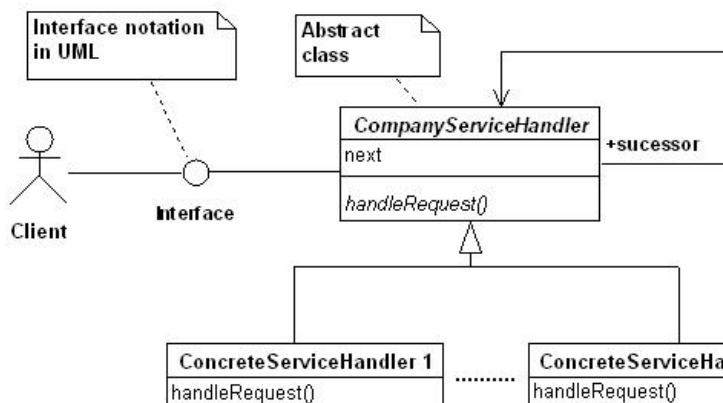 Interface notation
in UML
Abstract
class
CompanyServiceHandler
next
+sucessor
handleRequest()
Interface
Client
ConcreteServiceHandler 1
ConcreteServiceHa
handleRequest()
handleRequest()